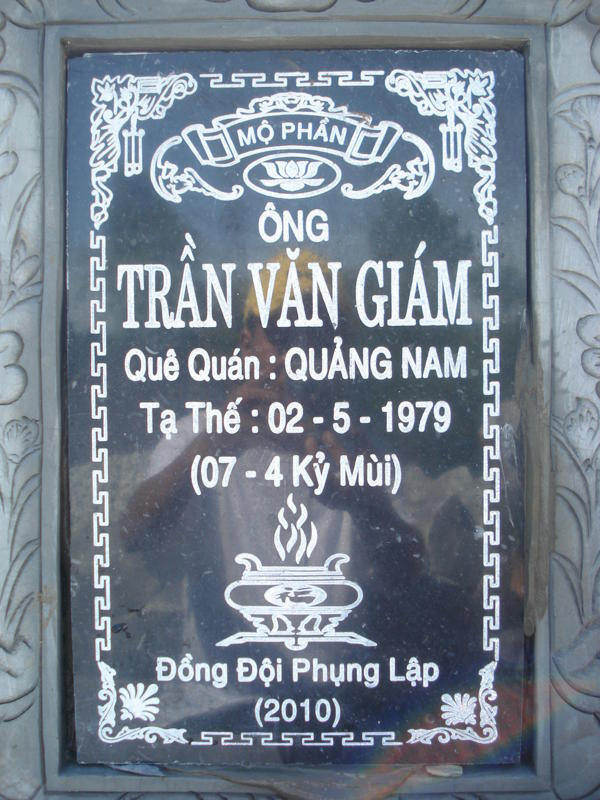 MỘ PHẦN
ÔNG
TRẦN VĂN GIÁM
Quê Quán : QUẢNG NAM
Tạ Thế : 02 - 5 - 1979
(07 - 4 Kỷ Mùi)
Đồng Đội Phụng Lập
(2010)